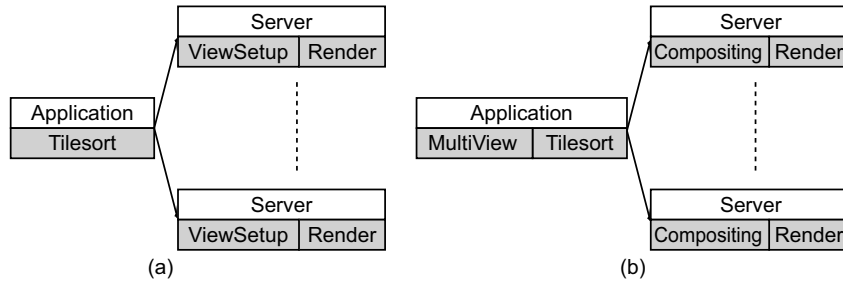 Server
ViewSetup Render
Application
Tilesort
Server
ViewSetup Render
(a)
Server
Compositing Render
Application
MultiView Tilesort
Server
Compositing Render
(b)